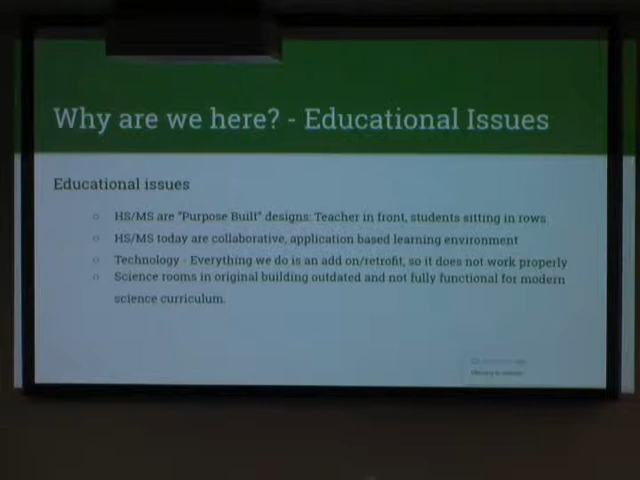 Why are we here? - Educational Issues
Educational issues
○ HS/MS are "Purpose Built" designs: Teacher in front, students sitting in rows
○ HS/MS today are collaborative, application based learning environment
○ Technology - Everything we do is an add on/retrofit, so it does not work properly
○ Science rooms in original building outdated and not fully functional for modern
science curriculum.